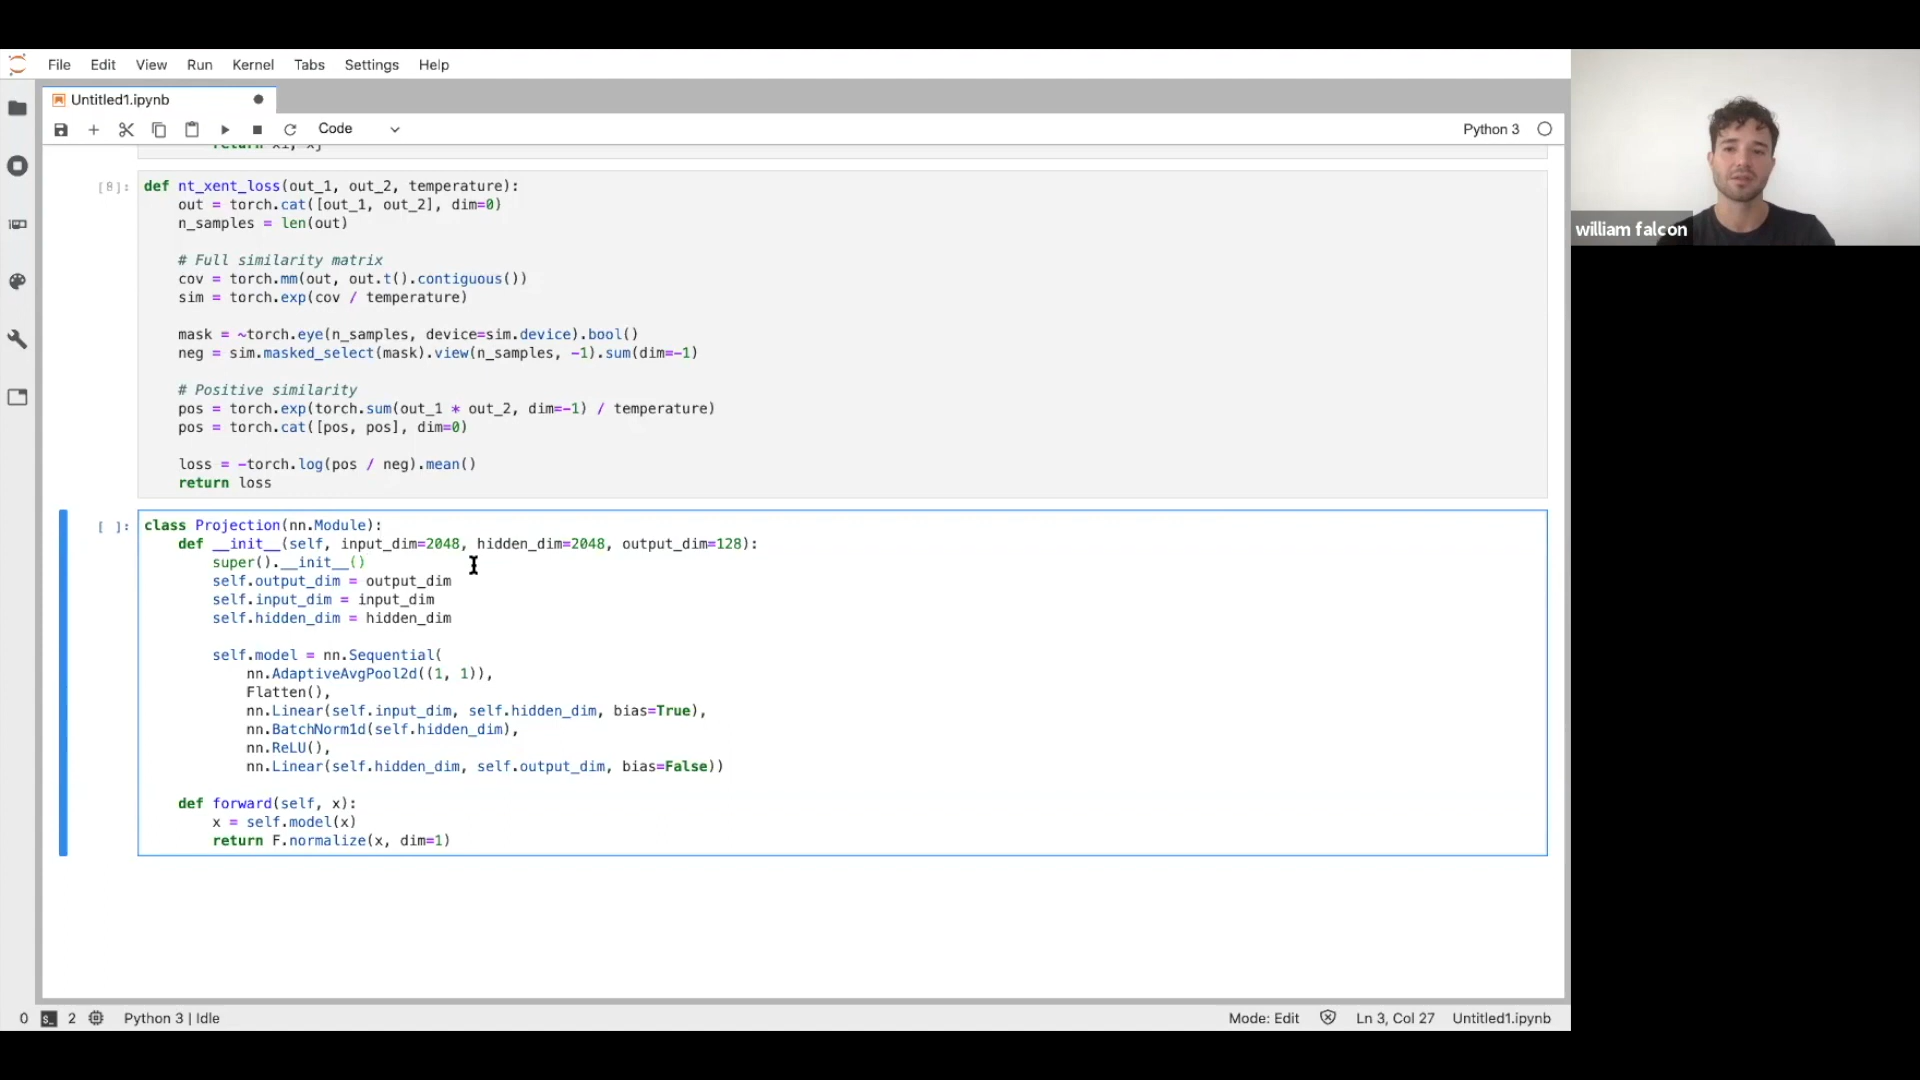 File Edit View Run Kernel Tabs Settings Help
Untitled1.ipynb
Code
Python 3
return xi, xj
[8]:
def nt_xent_loss(out_1, out_2, temperature):
    out = torch.cat([out_1, out_2], dim=0)
    n_samples = len(out)
    # Full similarity matrix
    cov = torch.mm(out, out.t().contiguous())
    sim = torch.exp(cov / temperature)
    mask = ~torch.eye(n_samples, device=sim.device).bool()
    neg = sim.masked_select(mask).view(n_samples, -1).sum(dim=-1)
    # Positive similarity
    pos = torch.exp(torch.sum(out_1 * out_2, dim=-1) / temperature)
    pos = torch.cat([pos, pos], dim=0)
    loss = -torch.log(pos / neg).mean()
    return loss
[ ]:
class Projection(nn.Module):
    def __init__(self, input_dim=2048, hidden_dim=2048, output_dim=128):
        super().__init__()
        self.output_dim = output_dim
        self.input_dim = input_dim
        self.hidden_dim = hidden_dim
        self.model = nn.Sequential(
            nn.AdaptiveAvgPool2d((1, 1)),
            Flatten(),
            nn.Linear(self.input_dim, self.hidden_dim, bias=True),
            nn.BatchNorm1d(self.hidden_dim),
            nn.ReLU(),
            nn.Linear(self.hidden_dim, self.output_dim, bias=False))
    def forward(self, x):
        x = self.model(x)
        return F.normalize(x, dim=1)
william falcon
0 2 Python 3 | Idle
Mode: Edit Ln 3, Col 27 Untitled1.ipynb